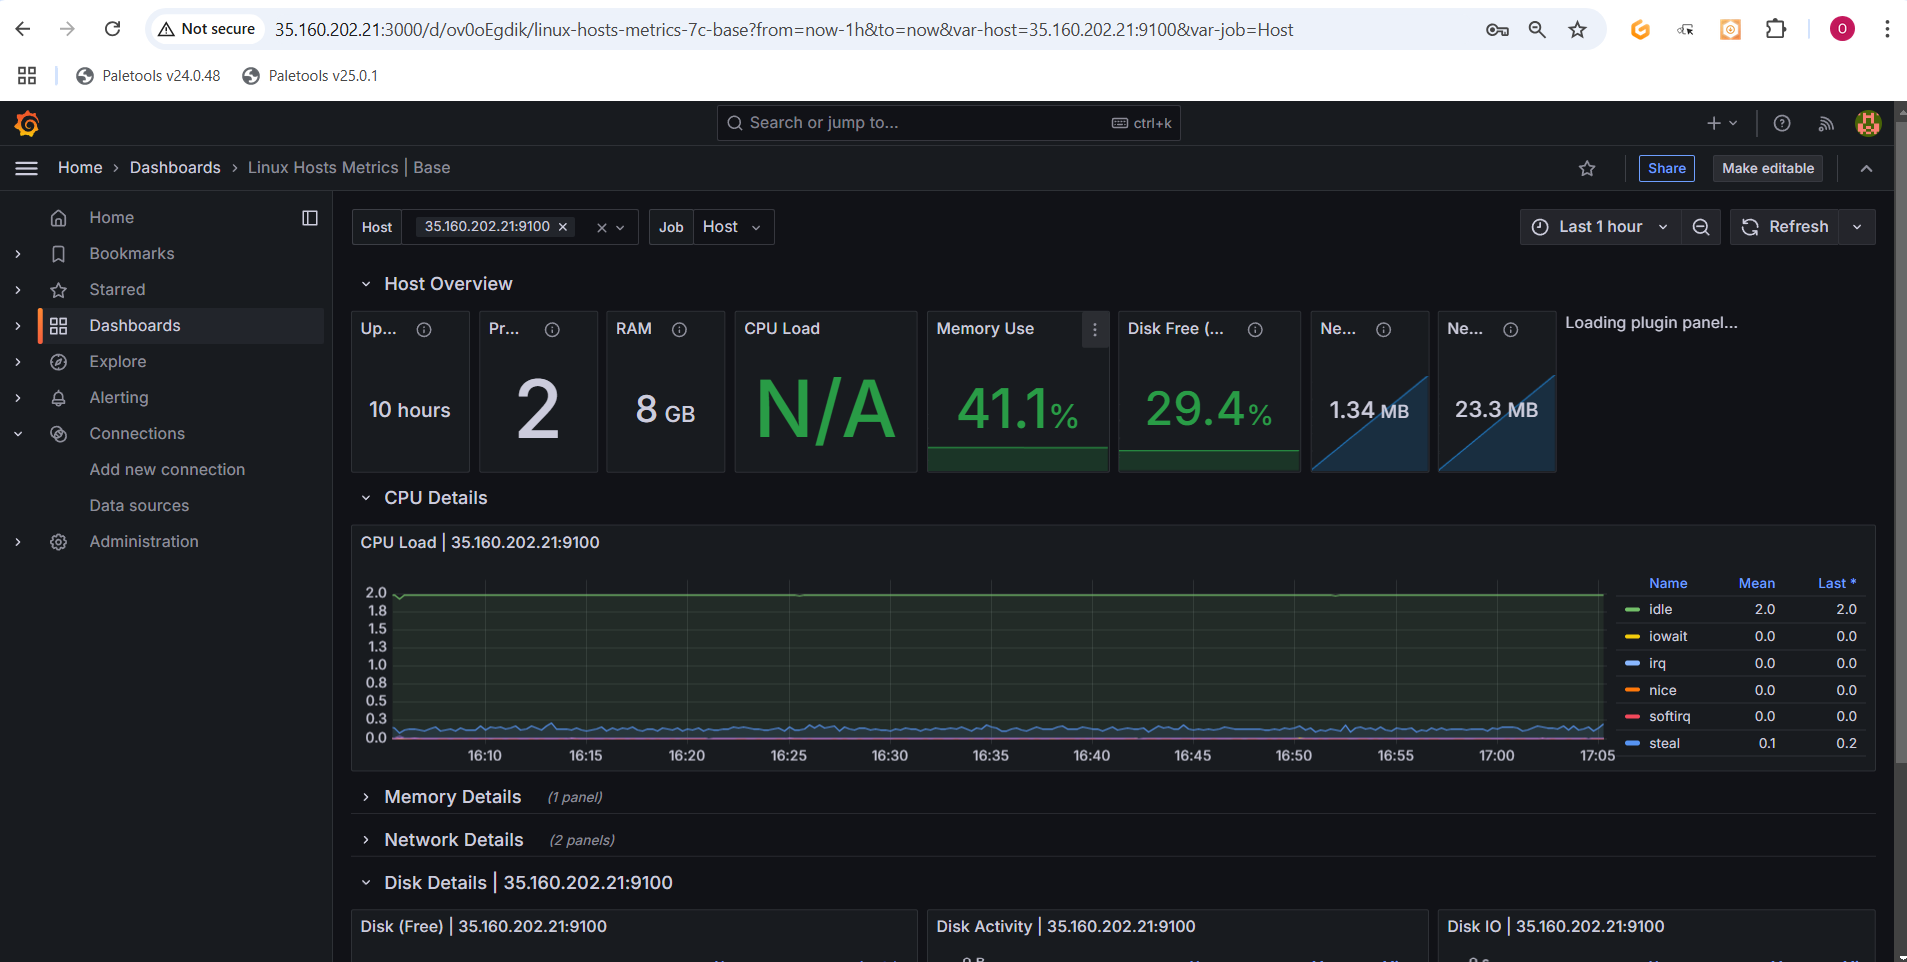 Not secure
35.160.202.21:3000/d/ov0oEgdik/linux-hosts-metrics-7c-base?from=now-1h&to=now&var-host=35.160.202.21:9100&var-job=Host
O
Paletools v24.0.48
Paletools v25.0.1
Search or jump to...
ctrl+k
Home
Dashboards
Linux Hosts Metrics | Base
Share
Make editable
Home
Bookmarks
Starred
Dashboards
Explore
Alerting
Connections
Add new connection
Data sources
Administration
Host
35.160.202.21:9100
Job
Host
Last 1 hour
Refresh
Host Overview
Up...
10 hours
Pr...
2
RAM
8 GB
CPU Load
N/A
Memory Use
41.1%
Disk Free (...
29.4%
Ne...
1.34 MB
Ne...
23.3 MB
Loading plugin panel...
CPU Details
CPU Load | 35.160.202.21:9100
2.0
1.8
1.5
1.3
1.0
0.8
0.5
0.3
0.0
16:10 16:15 16:20 16:25 16:30 16:35 16:40 16:45 16:50 16:55 17:00 17:05
Name Mean Last *
idle 2.0 2.0
iowait 0.0 0.0
irq 0.0 0.0
nice 0.0 0.0
softirq 0.0 0.0
steal 0.1 0.2
Memory Details (1 panel)
Network Details (2 panels)
Disk Details | 35.160.202.21:9100
Disk (Free) | 35.160.202.21:9100
Disk Activity | 35.160.202.21:9100
Disk IO | 35.160.202.21:9100